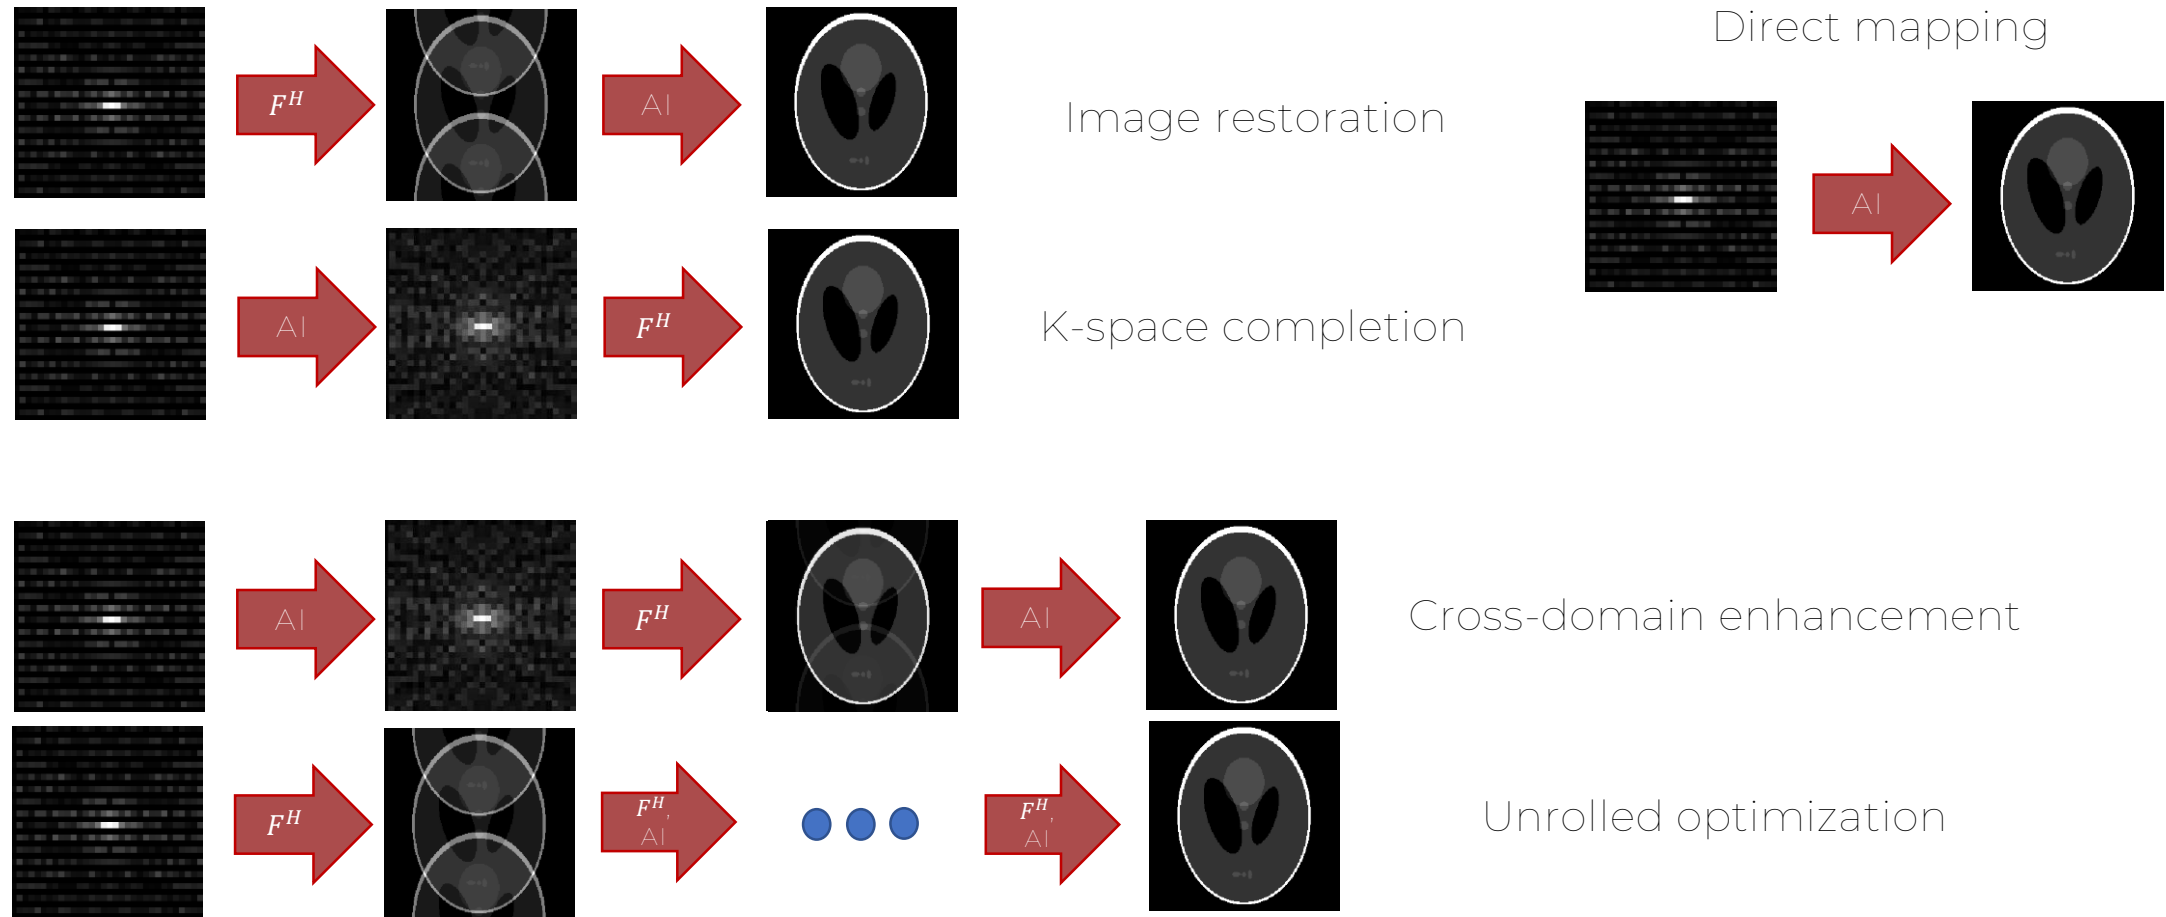 Direct mapping
F^H
AI
Image restoration
AI
AI
F^H
K-space completion
AI
F^H
AI
Cross-domain enhancement
F^H
F^H,
AI
F^H,
AI
Unrolled optimization